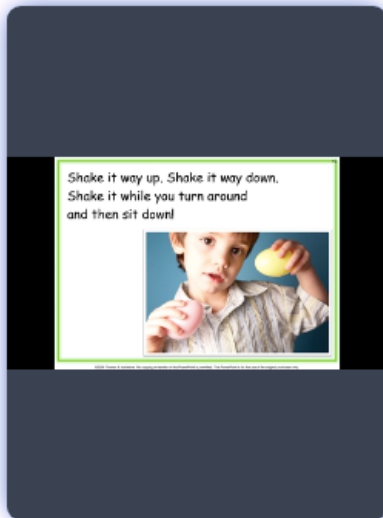 Shake it way up. Shake it way down.
Shake it while you turn around
and then sit down!